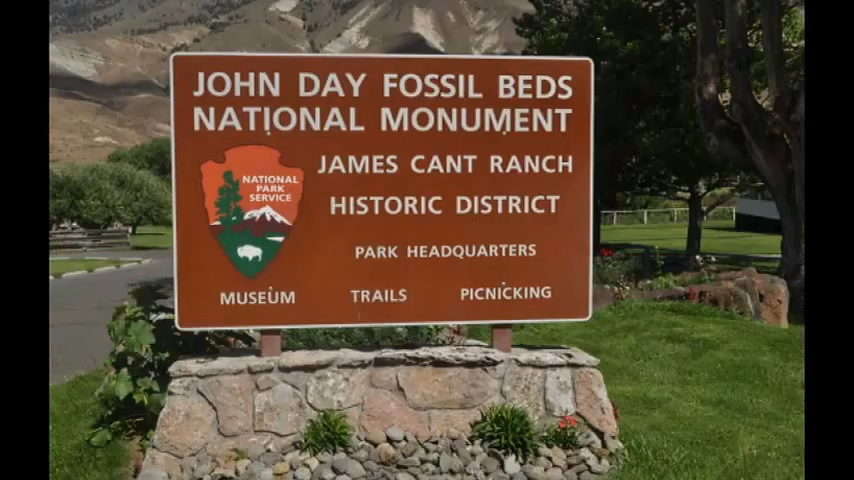 JOHN DAY FOSSIL BEDS
NATIONAL MONUMENT
JAMES CANT RANCH
HISTORIC DISTRICT
NATIONAL
PARK
SERVICE
PARK HEADQUARTERS
MUSEUM TRAILS PICNICKING